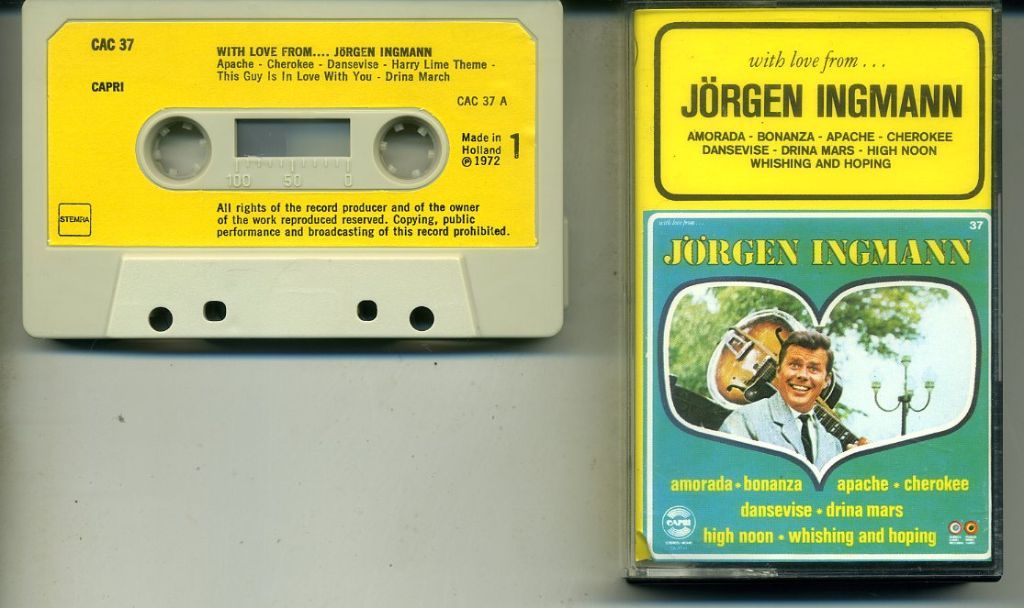 CAC 37
CAPRI
WITH LOVE FROM.... JöRGEN INGMANN
Apache - Cherokee - Dansevise - Harry Lime Theme -
This Guy Is In Love With You - Drina March
CAC 37 A
Made in
Holland
℗ 1972
1
100 50 0
STEMRA
All rights of the record producer and of the owner
of the work reproduced reserved. Copying, public
performance and broadcasting of this record prohibited.
with love from ...
JÖRGEN INGMANN
AMORADA - BONANZA - APACHE - CHEROKEE
DANSEVISE - DRINA MARS - HIGH NOON
WHISHING AND HOPING
with love from...
37
JÖRGEN INGMANN
amorada • bonanza apache • cherokee
dansevise • drina mars
high noon • whishing and hoping
CAPRI